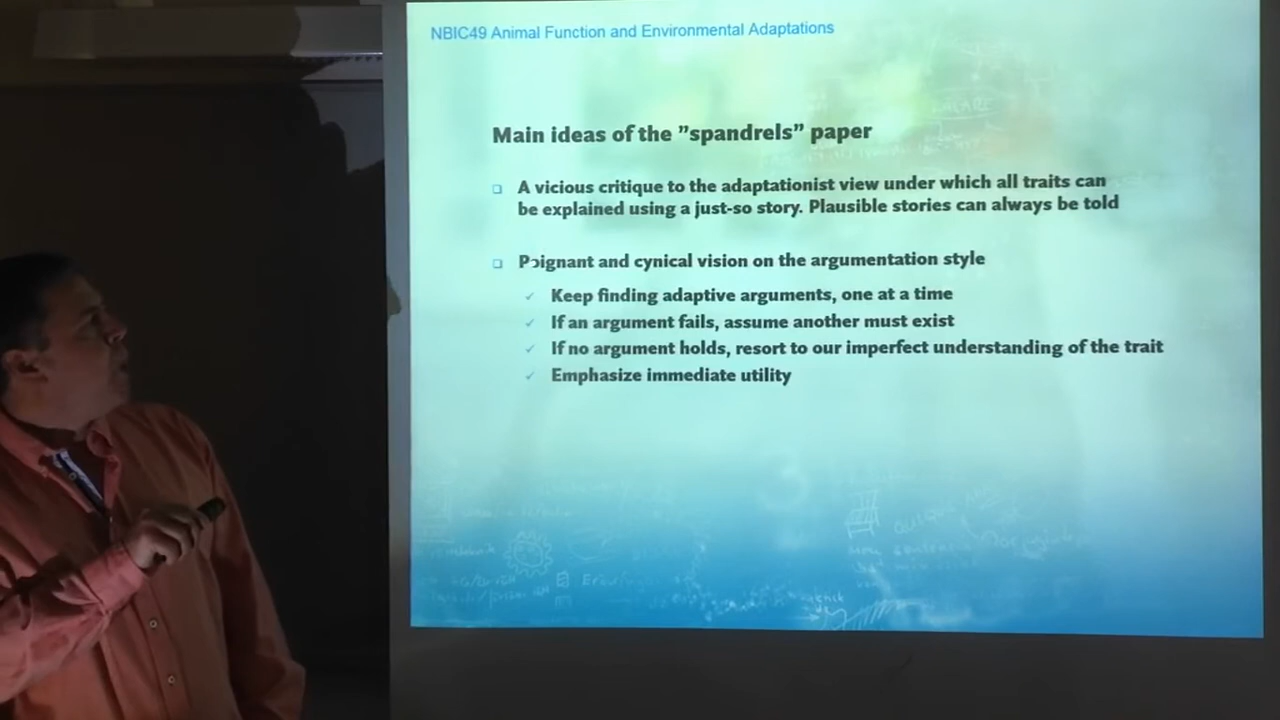 NBIC49 Animal Function and Environmental Adaptations
Main ideas of the ”spandrels” paper
A vicious critique to the adaptationist view under which all traits can
be explained using a just-so story. Plausible stories can always be told
Poignant and cynical vision on the argumentation style
Keep finding adaptive arguments, one at a time
If an argument fails, assume another must exist
If no argument holds, resort to our imperfect understanding of the trait
Emphasize immediate utility